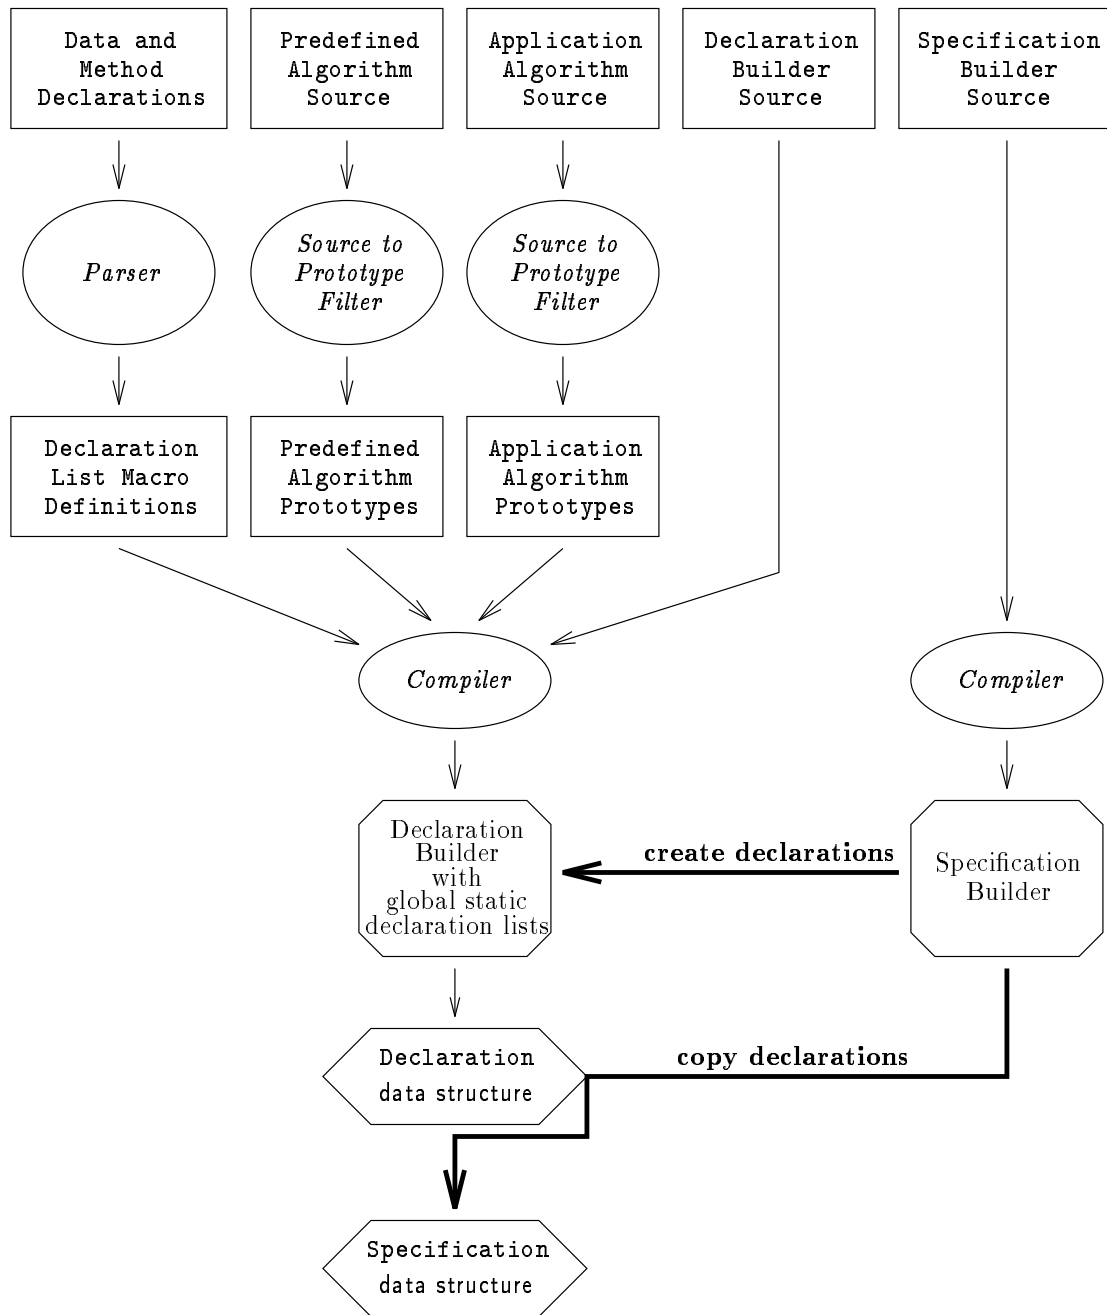 Data and
Method
Declarations
Predefined
Algorithm
Source
Application
Algorithm
Source
Declaration
Builder
Source
Specification
Builder
Source
Parser
Source to
Prototype
Filter
Source to
Prototype
Filter
Declaration
List Macro
Definitions
Predefined
Algorithm
Prototypes
Application
Algorithm
Prototypes
Compiler
Compiler
Declaration
Builder
with
global static
declaration lists
create declarations
Specification
Builder
Declaration
data structure
copy declarations
Specification
data structure